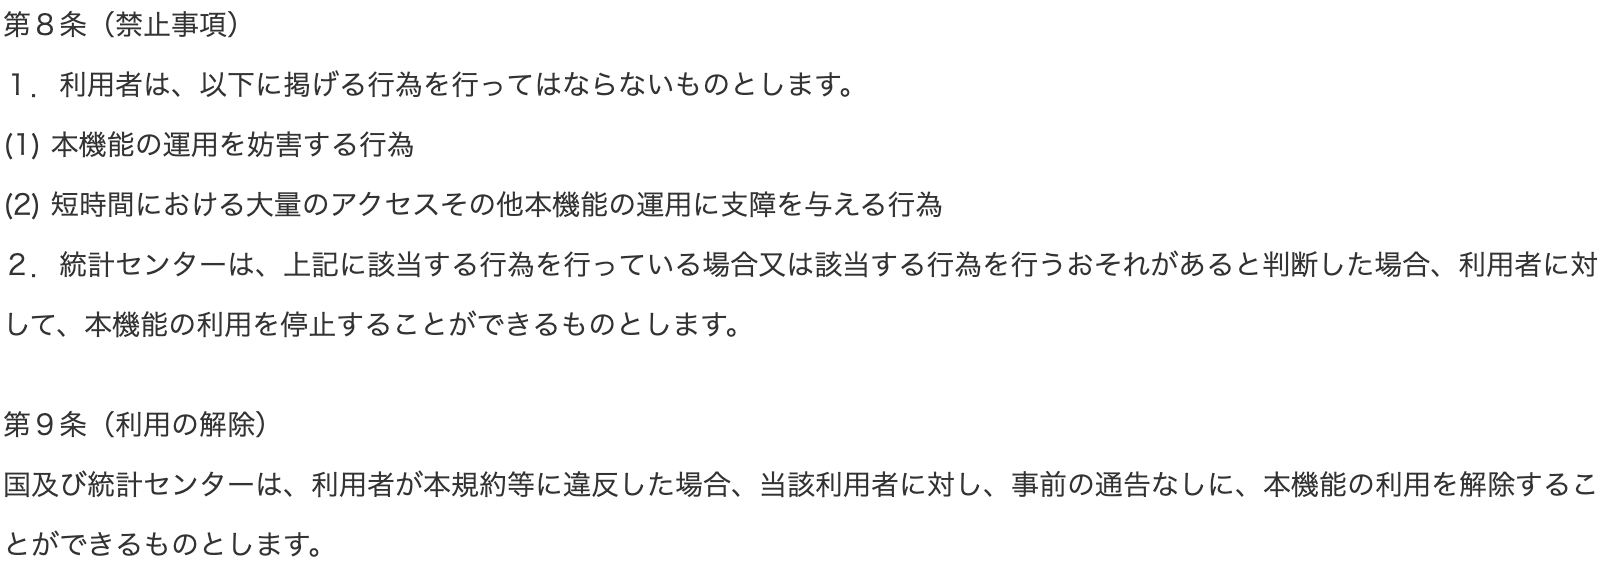 第８条（禁止事項）
１．利用者は、以下に掲げる行為を行ってはならないものとします。
(1) 本機能の運用を妨害する行為
(2) 短時間における大量のアクセスその他本機能の運用に支障を与える行為
２．統計センターは、上記に該当する行為を行っている場合又は該当する行為を行うおそれがあると判断した場合、利用者に対
して、本機能の利用を停止することができるものとします。
第９条（利用の解除）
国及び統計センターは、利用者が本規約等に違反した場合、当該利用者に対し、事前の通告なしに、本機能の利用を解除するこ
とができるものとします。